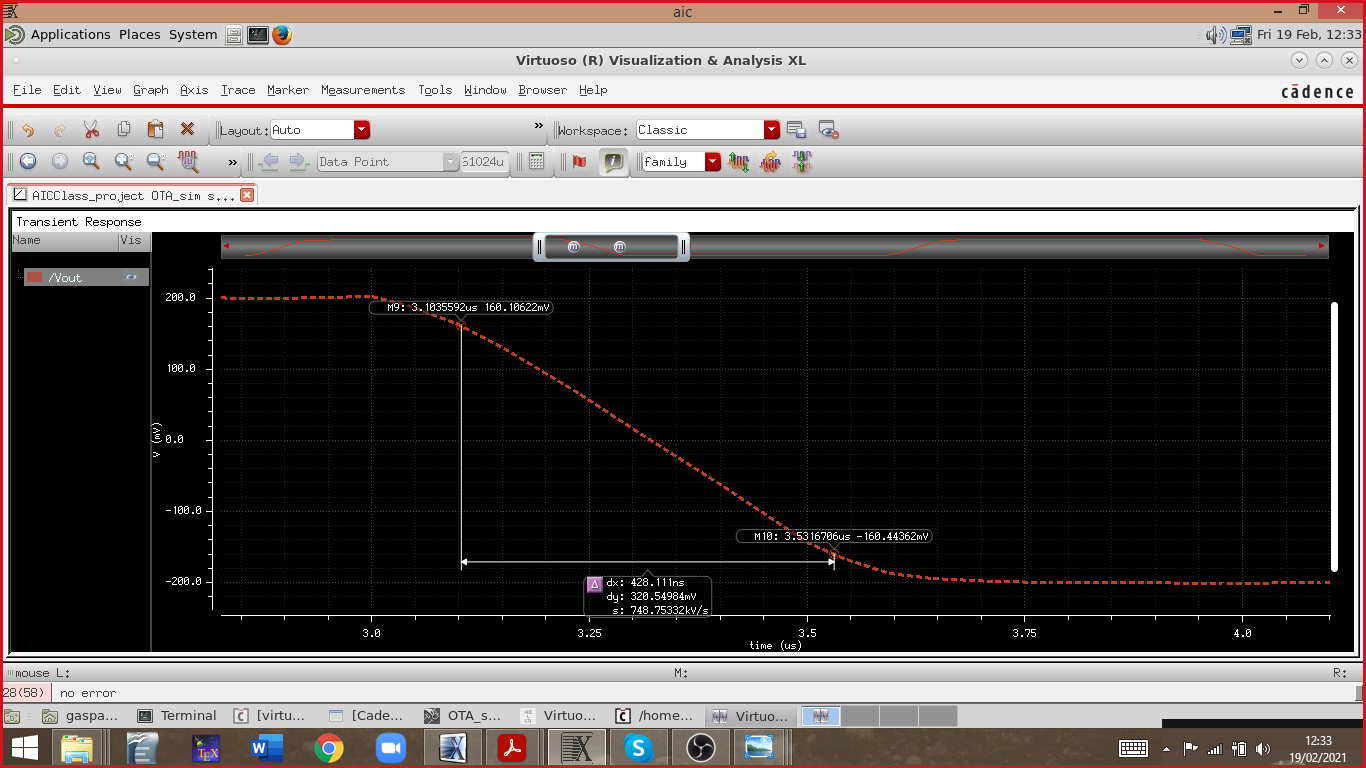 aic
Applications Places System Fri 19 Feb, 12:33
Virtuoso (R) Visualization & Analysis XL
File Edit View Graph Axis Trace Marker Measurements Tools Window Browser Help cādence
Layout: Auto » Workspace: Classic
» Data Point S1024u family
AICClass_project OTA_sim s...
Transient Response
Name Vis
/Vout
m m
200.0
M9: 3.1035592us 160.10622mV
100.0
V (mV)
0.0
-100.0
M10: 3.5316706us -160.44362mV
-200.0
Δ dx: 428.111ns
dy: 320.54984mV
s: 748.75332kV/s
3.0 3.25 3.5 3.75 4.0
time (us)
mouse L: M: R:
28(58) no error
gaspa... Terminal [virtu... [Cade... OTA_s... Virtuo... /home... Virtuo...
12:33
19/02/2021